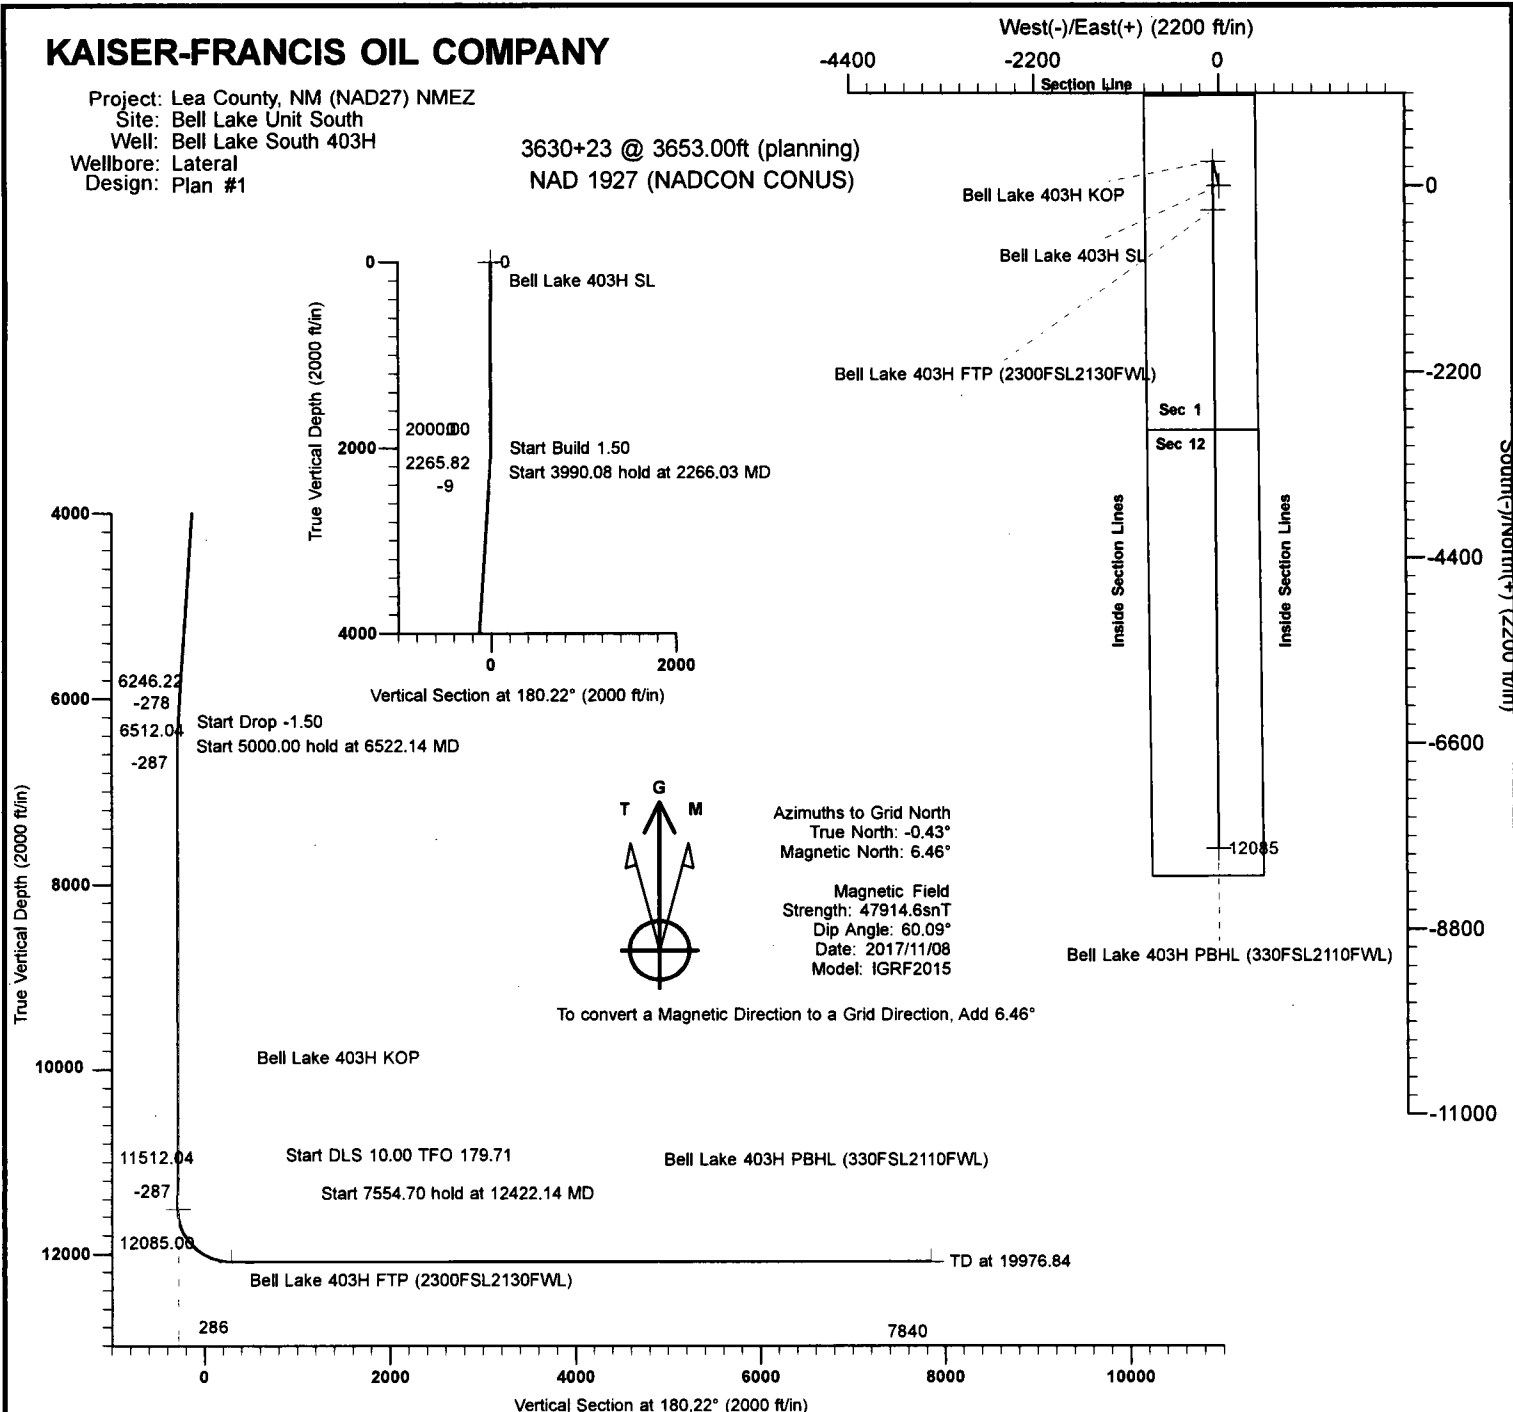 KAISER-FRANCIS OIL COMPANY
Project: Lea County, NM (NAD27) NMEZ
Site: Bell Lake Unit South
Well: Bell Lake South 403H
Wellbore: Lateral
Design: Plan #1
3630+23 @ 3653.00ft (planning)
NAD 1927 (NADCON CONUS)
West(-)/East(+) (2200 ft/in)
-4400 -2200 0
Section Line
Bell Lake 403H KOP
Bell Lake 403H SL
Bell Lake 403H FTP (2300FSL2130FWL)
Sec 1
Sec 12
Inside Section Lines
Inside Section Lines
12085
Bell Lake 403H PBHL (330FSL2110FWL)
0
-2200
-4400
-6600
-8800
-11000
South(-)/North(+) (2200 ft/in)
0
2000
4000
True Vertical Depth (2000 ft/in)
0
Bell Lake 403H SL
Start Build 1.50
2265.82
-9
Start 3990.08 hold at 2266.03 MD
0 2000
Vertical Section at 180.22° (2000 ft/in)
4000
6000
8000
10000
12000
True Vertical Depth (2000 ft/in)
6246.22
-278
6512.04
-287
Start Drop -1.50
Start 5000.00 hold at 6522.14 MD
T G M
Azimuths to Grid North
True North: -0.43°
Magnetic North: 6.46°
Magnetic Field
Strength: 47914.6snT
Dip Angle: 60.09°
Date: 2017/11/08
Model: IGRF2015
To convert a Magnetic Direction to a Grid Direction, Add 6.46°
Bell Lake 403H KOP
11512.04
-287
Start DLS 10.00 TFO 179.71
Bell Lake 403H PBHL (330FSL2110FWL)
Start 7554.70 hold at 12422.14 MD
12085.00
TD at 19976.84
Bell Lake 403H FTP (2300FSL2130FWL)
286
7840
0 2000 4000 6000 8000 10000
Vertical Section at 180.22° (2000 ft/in)